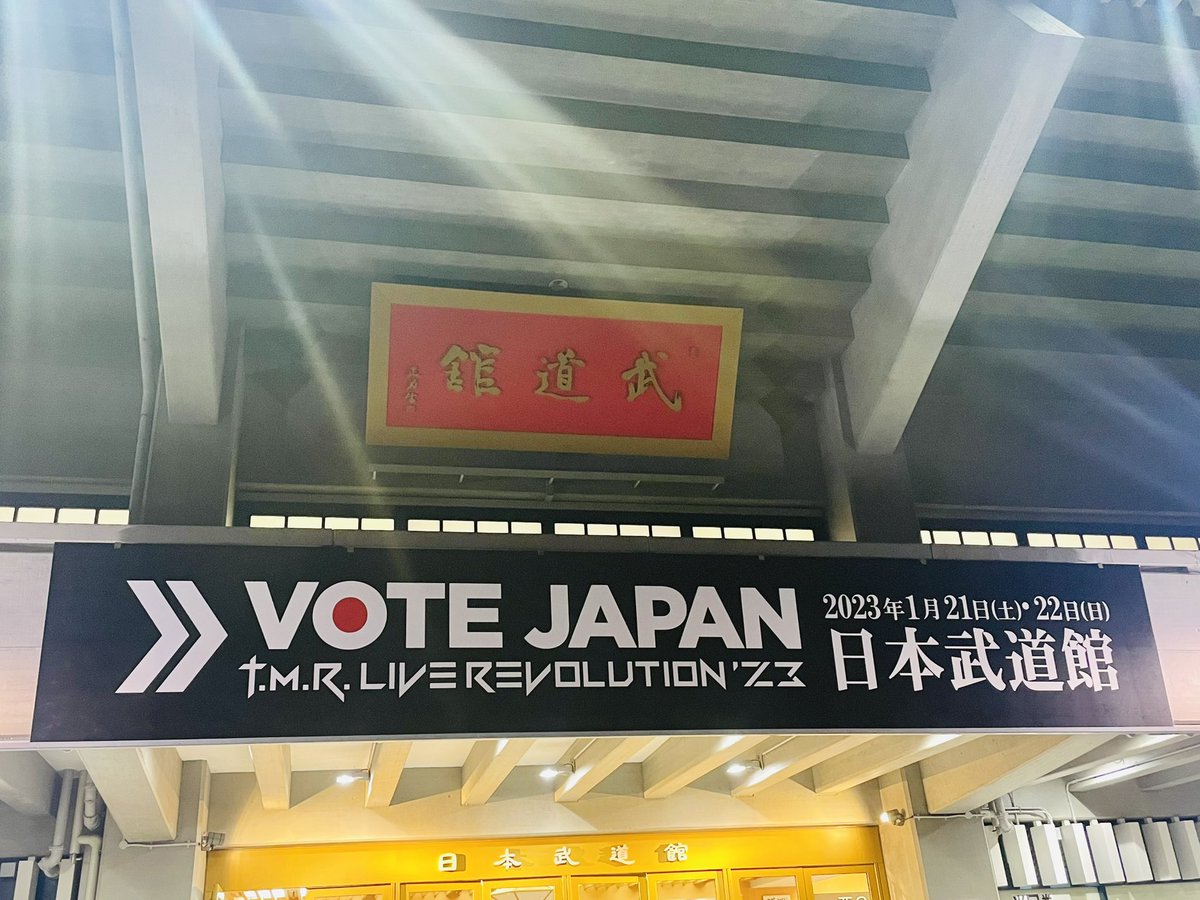 武道館
VOTE JAPAN
T.M.R. LIVE REVOLUTION '23
2023年1月21日(土)・22日(日)
日本武道館
日本武道館